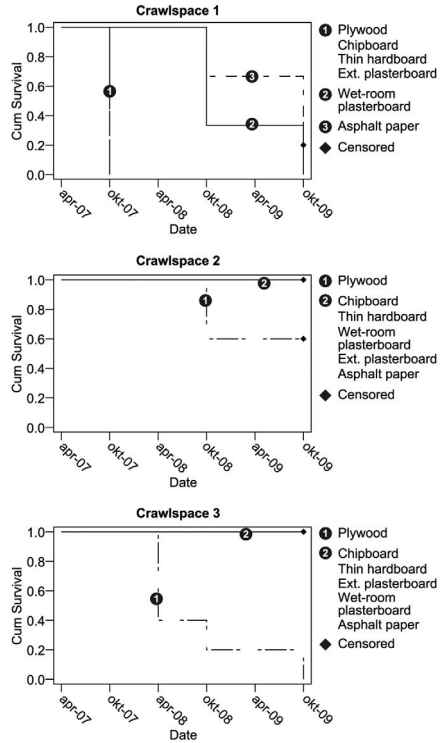 Crawlspace 1
Cum Survival
1.0
0.8
0.6
0.4
0.2
0.0
1
3
2
apr-07
okt-07
apr-08
okt-08
apr-09
okt-09
Date
1 Plywood
Chipboard
Thin hardboard
Ext. plasterboard
2 Wet-room
plasterboard
3 Asphalt paper
Censored
Crawlspace 2
Cum Survival
1.0
0.8
0.6
0.4
0.2
0.0
1
2
apr-07
okt-07
apr-08
okt-08
apr-09
okt-09
Date
1 Plywood
2 Chipboard
Thin hardboard
Wet-room
plasterboard
Ext. plasterboard
Asphalt paper
Censored
Crawlspace 3
Cum Survival
1.0
0.8
0.6
0.4
0.2
0.0
1
2
apr-07
okt-07
apr-08
okt-08
apr-09
okt-09
Date
1 Plywood
2 Chipboard
Thin hardboard
Ext. plasterboard
Wet-room
plasterboard
Asphalt paper
Censored